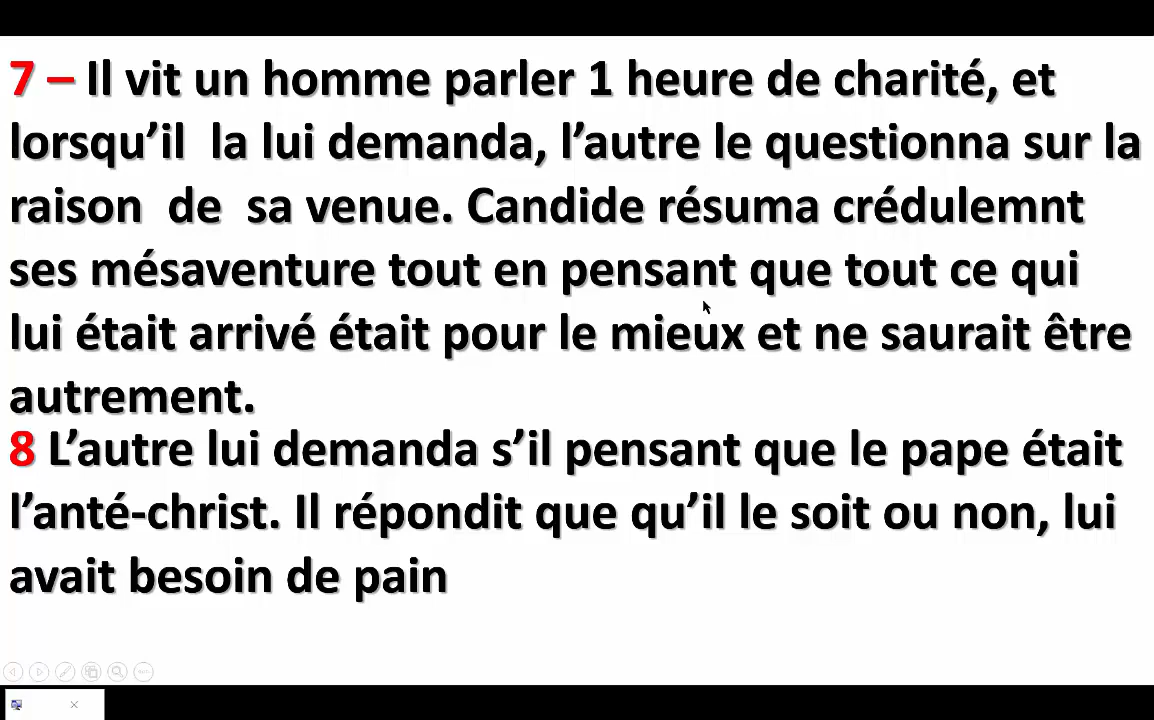 7 – Il vit un homme parler 1 heure de charité, et
lorsqu’il la lui demanda, l’autre le questionna sur la
raison de sa venue. Candide résuma crédulemnt
ses mésaventure tout en pensant que tout ce qui
lui était arrivé était pour le mieux et ne saurait être
autrement.
8 L’autre lui demanda s’il pensant que le pape était
l’anté-christ. Il répondit que qu’il le soit ou non, lui
avait besoin de pain